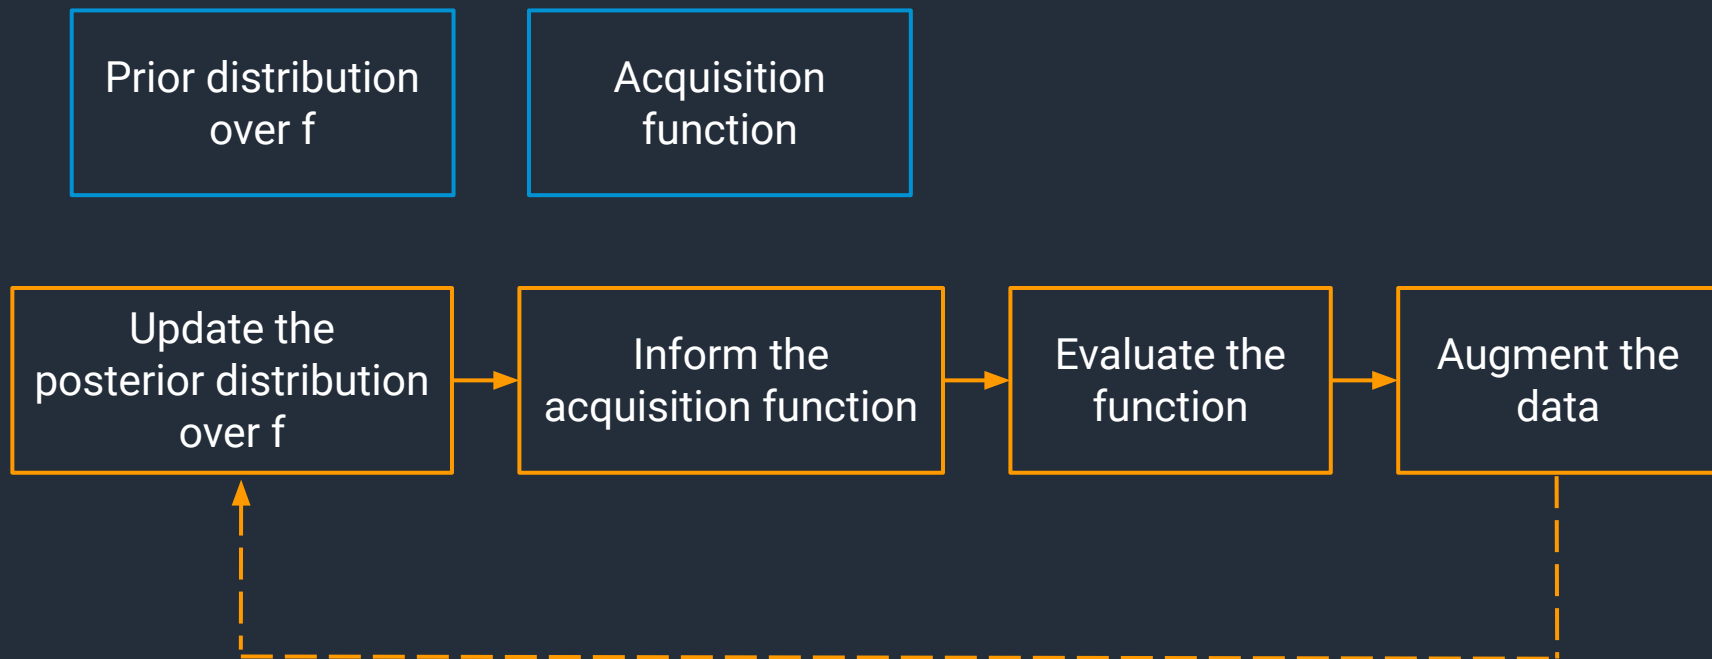 Prior distribution
over f
Acquisition
function
Update the
posterior distribution
over f
Inform the
acquisition function
Evaluate the
function
Augment the
data